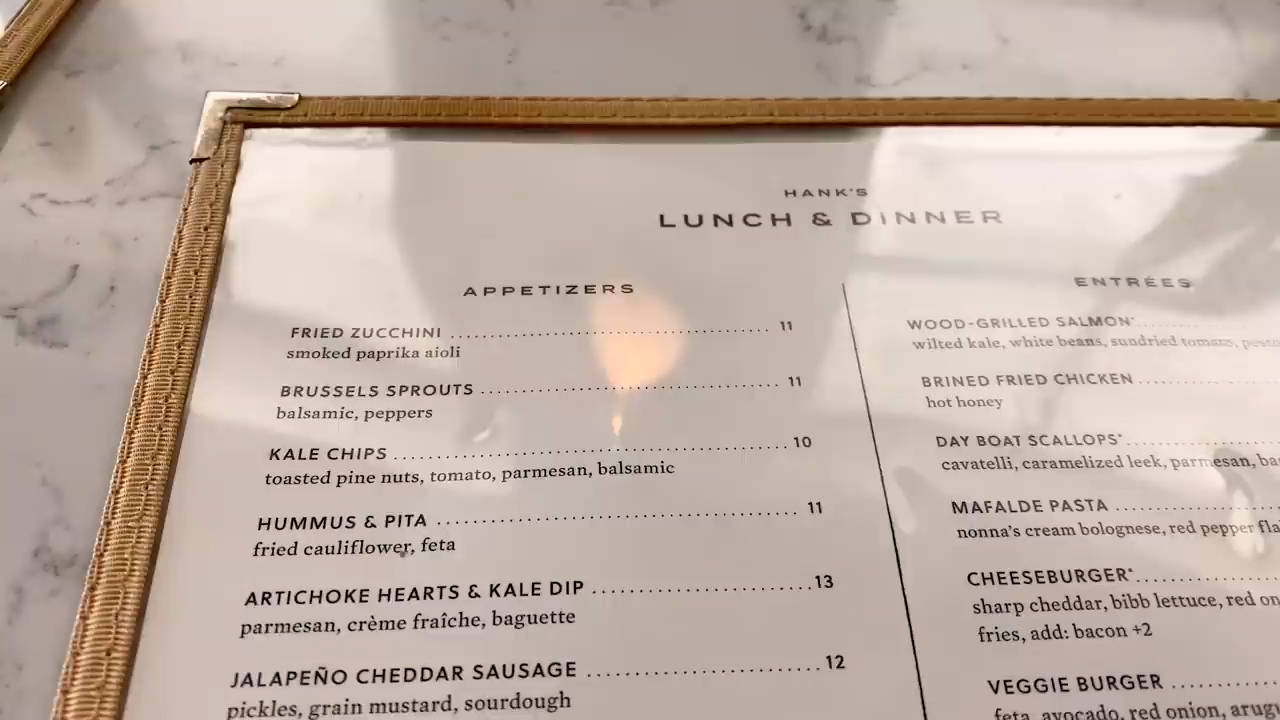 HANK'S
LUNCH & DINNER
APPETIZERS
FRIED ZUCCHINI ........................................ 11
smoked paprika aioli
BRUSSELS SPROUTS ..................................... 11
balsamic, peppers
KALE CHIPS ................................................ 10
toasted pine nuts, tomato, parmesan, balsamic
HUMMUS & PITA ............................................ 11
fried cauliflower, feta
ARTICHOKE HEARTS & KALE DIP .......................... 13
parmesan, crème fraîche, baguette
JALAPEÑO CHEDDAR SAUSAGE ............................ 12
pickles, grain mustard, sourdough
ENTRÉES
WOOD-GRILLED SALMON*
wilted kale, white beans, sundried tomato,
BRINED FRIED CHICKEN
hot honey
DAY BOAT SCALLOPS*
cavatelli, caramelized leek, parmesan,
MAFALDE PASTA
nonna's cream bolognese, red pepper
CHEESEBURGER*
sharp cheddar, bibb lettuce, red
fries, add: bacon +2
VEGGIE BURGER
feta, avocado, red onion,